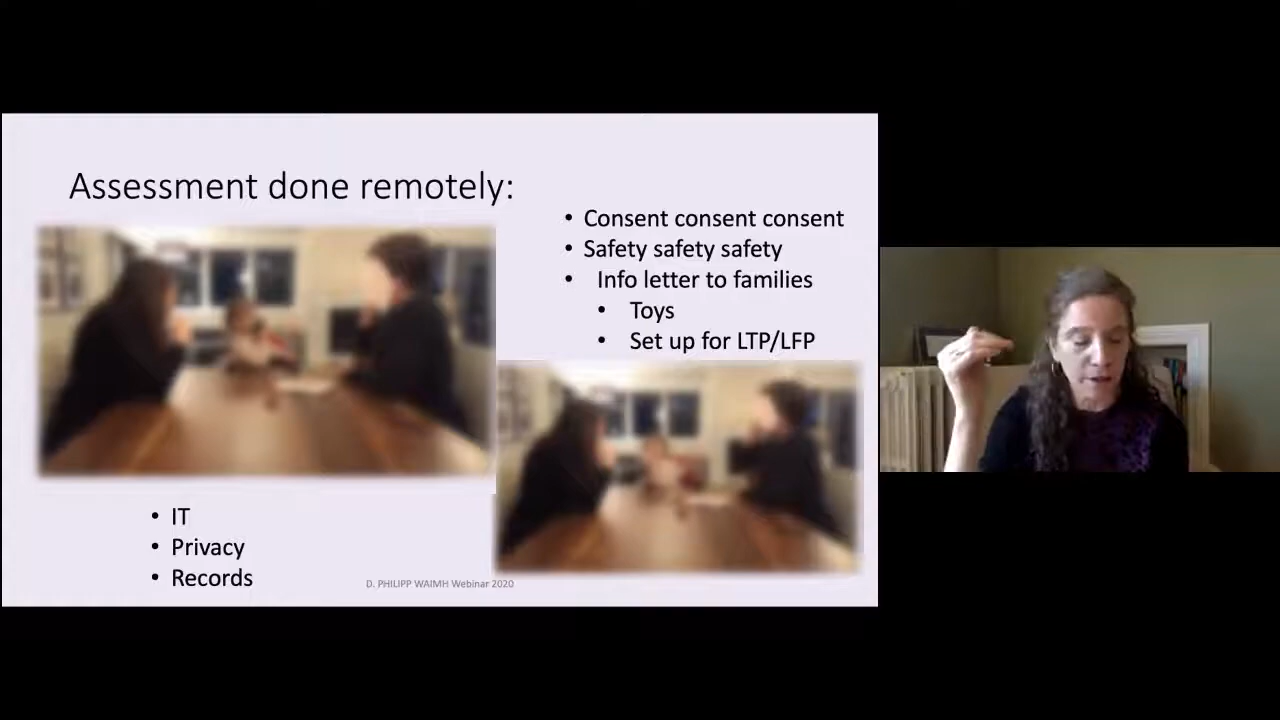 Assessment done remotely:
• Consent consent consent
• Safety safety safety
• Info letter to families
• Toys
• Set up for LTP/LFP
• IT
• Privacy
• Records
D. PHILIPP WAIMH Webinar 2020